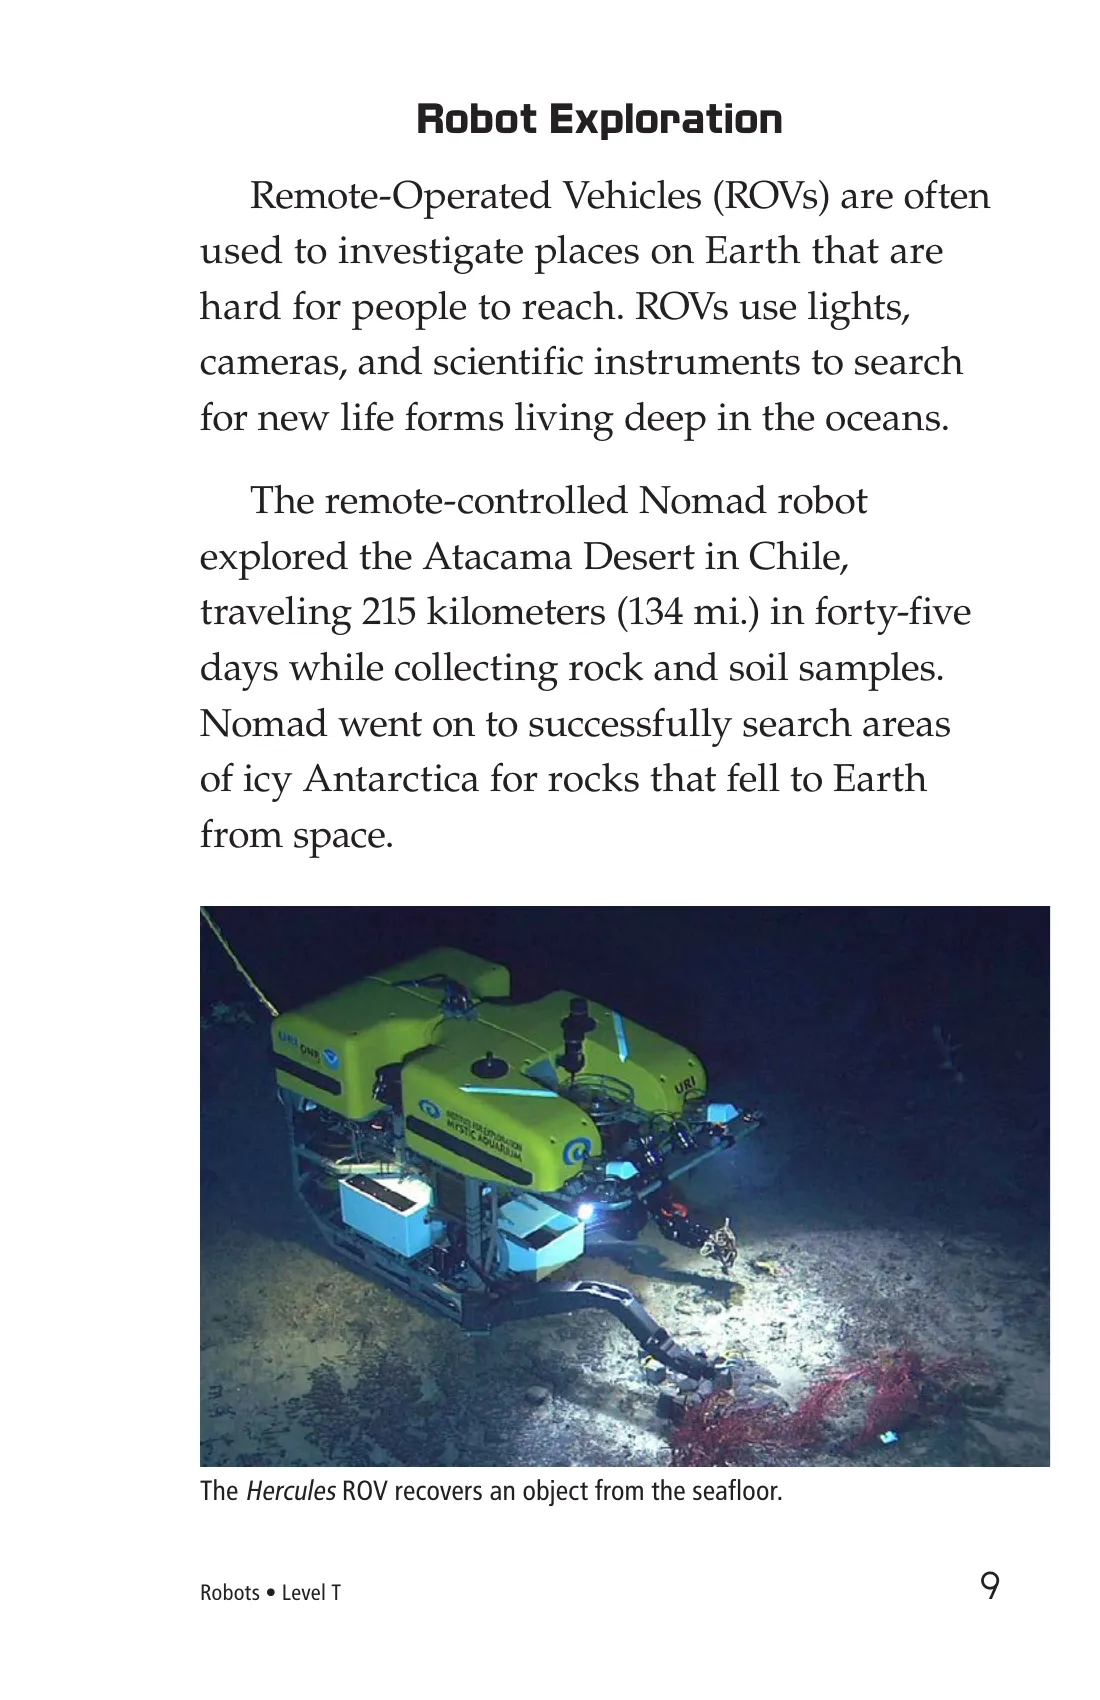 Robot Exploration
Remote-Operated Vehicles (ROVs) are often
used to investigate places on Earth that are
hard for people to reach. ROVs use lights,
cameras, and scientific instruments to search
for new life forms living deep in the oceans.
The remote-controlled Nomad robot
explored the Atacama Desert in Chile,
traveling 215 kilometers (134 mi.) in forty-five
days while collecting rock and soil samples.
Nomad went on to successfully search areas
of icy Antarctica for rocks that fell to Earth
from space.
URI
URI
INSTITUTE FOR EXPLORATION
MYSTIC AQUARIUM
The Hercules ROV recovers an object from the seafloor.
Robots • Level T
9